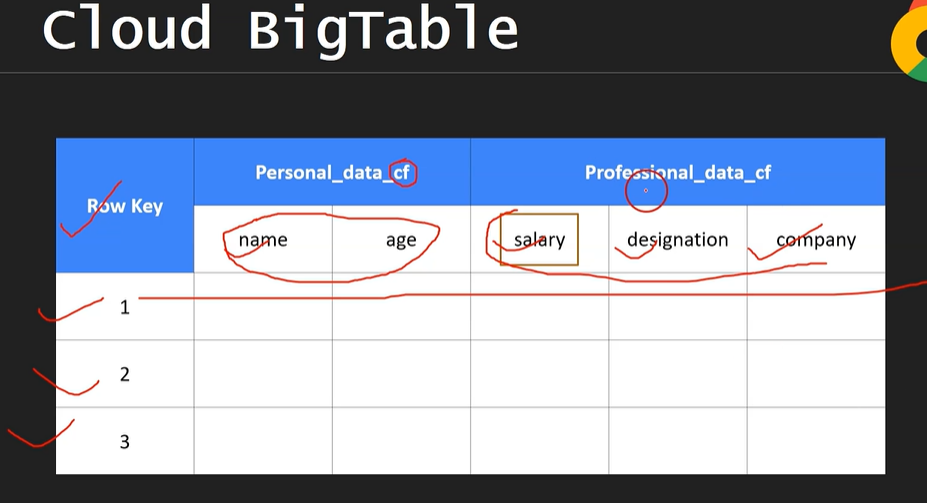 Cloud BigTable
Personal_data_cf Professional_data_cf
Row Key
name age salary designation company
1
2
3